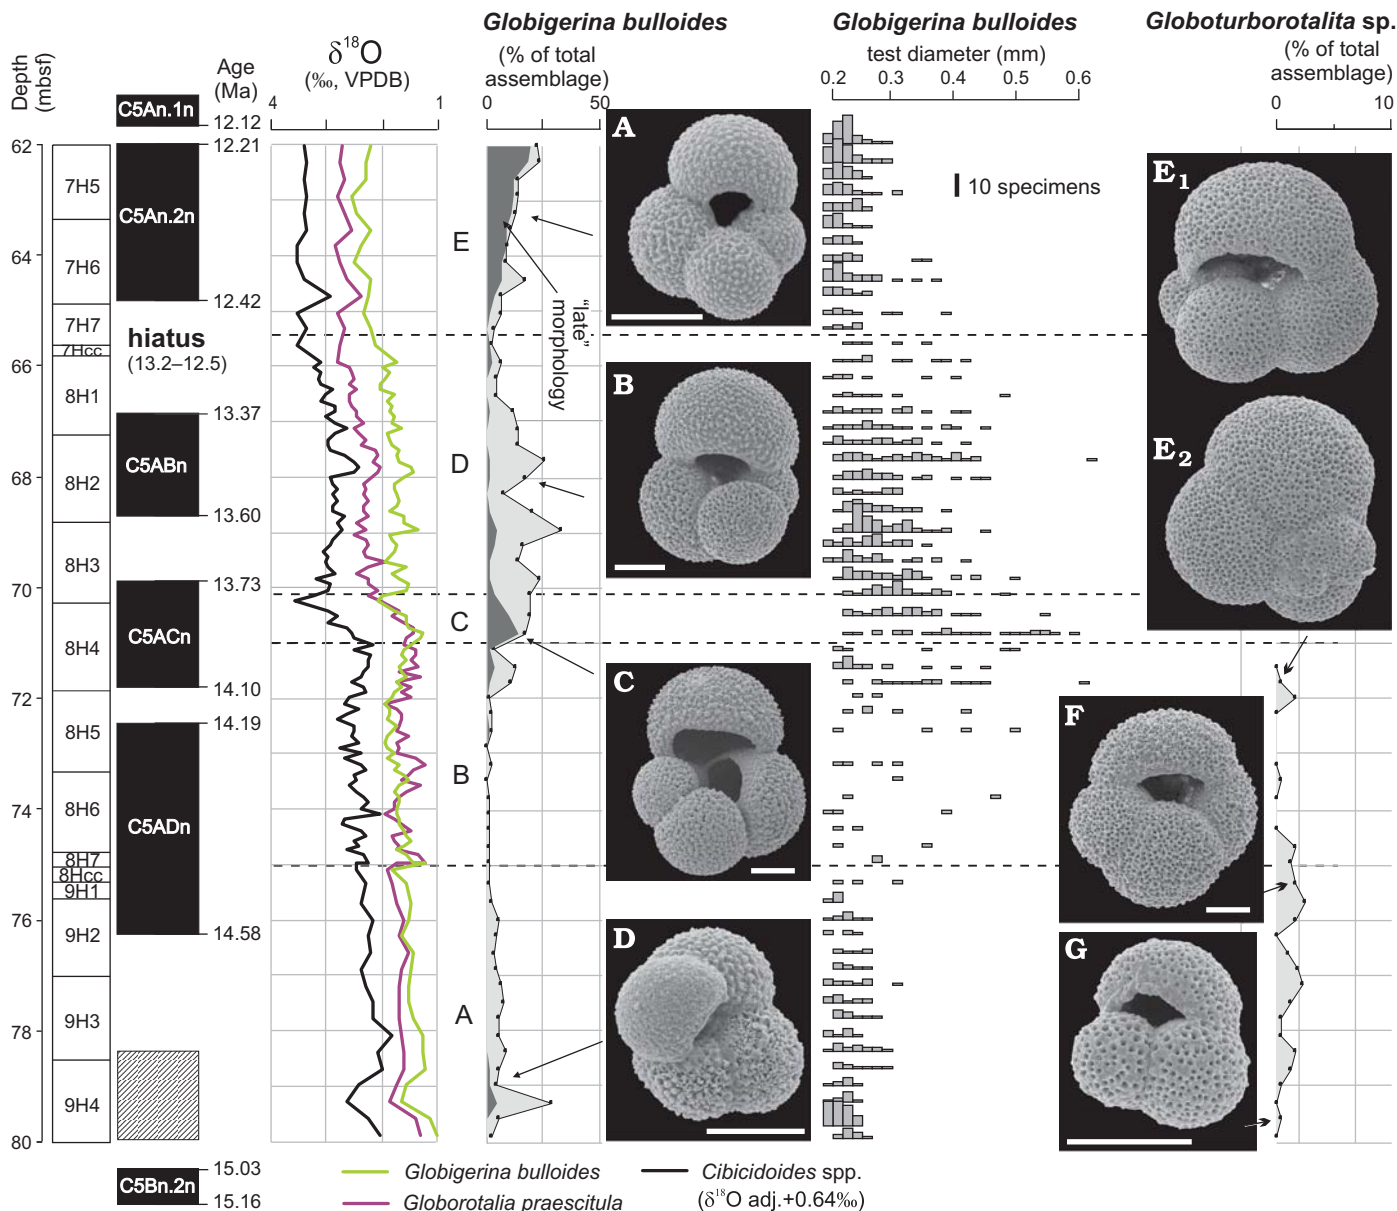 Globigerina bulloides
Globigerina bulloides
Globoturborotalita sp.
δ18O
(‰, VPDB)
(% of total
assemblage)
test diameter (mm)
(% of total
assemblage)
Depth
(mbsf)
Age
(Ma)
4 1
0 50
0.2 0.3 0.4 0.5 0.6
0 10
C5An.1n
12.12
12.21
C5An.2n
12.42
hiatus
(13.2–12.5)
13.37
C5ABn
13.60
13.73
C5ACn
14.10
14.19
C5ADn
14.58
15.03
C5Bn.2n
15.16
62
64
66
68
70
72
74
76
78
80
7H5
7H6
7H7
7Hcc
8H1
8H2
8H3
8H4
8H5
8H6
8H7
8Hcc
9H1
9H2
9H3
9H4
E
D
C
B
A
"late"
morphology
A
B
C
D
10 specimens
E1
E2
F
G
Globigerina bulloides
Globorotalia praescitula
Cibicidoides spp.
(δ18O adj.+0.64‰)